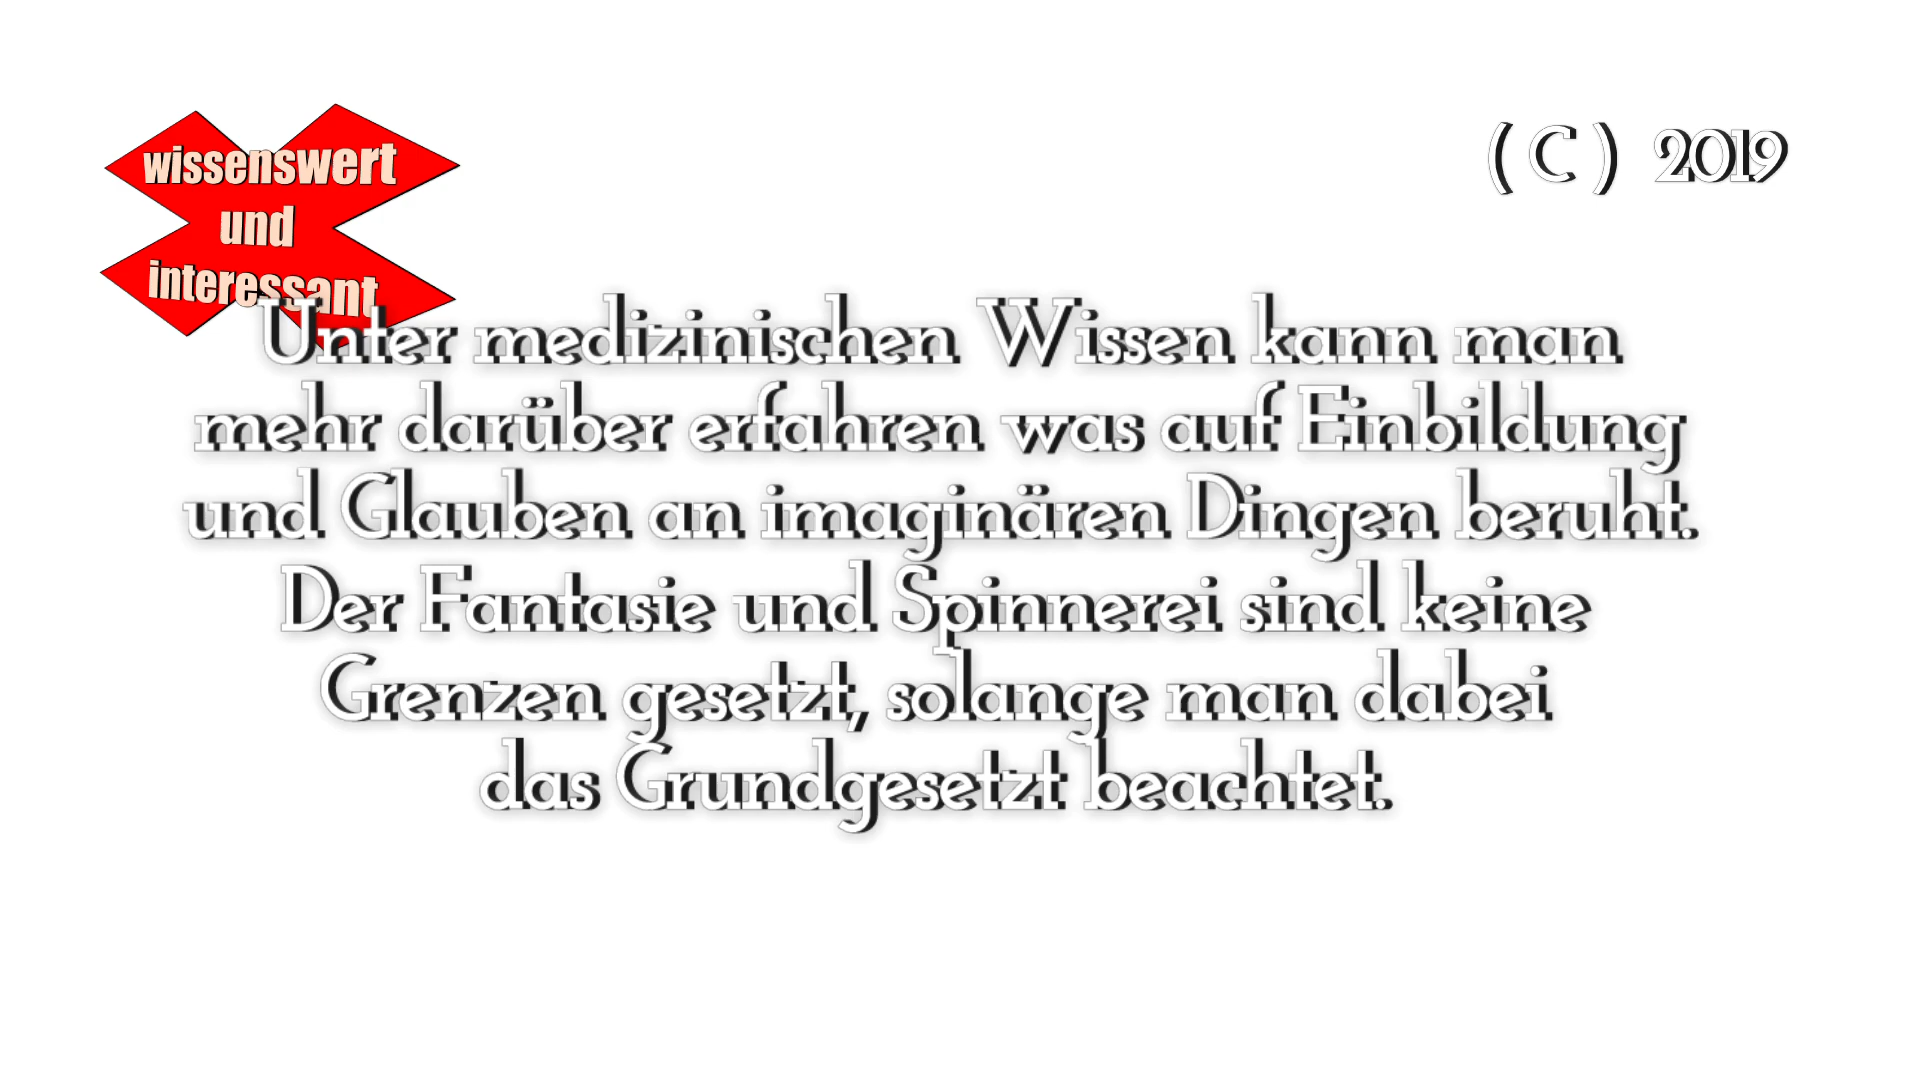 wissenswert
und
interessant
( C ) 2019
Unter medizinischen Wissen kann man
mehr darüber erfahren was auf Einbildung
und Glauben an imaginären Dingen beruht.
Der Fantasie und Spinnerei sind keine
Grenzen gesetzt, solange man dabei
das Grundgesetzt beachtet.